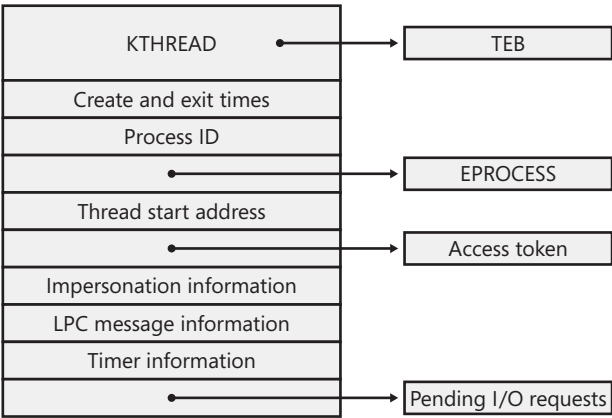 KTHREAD
TEB
Create and exit times
Process ID
EPROCESS
Thread start address
Access token
Impersonation information
LPC message information
Timer information
Pending I/O requests